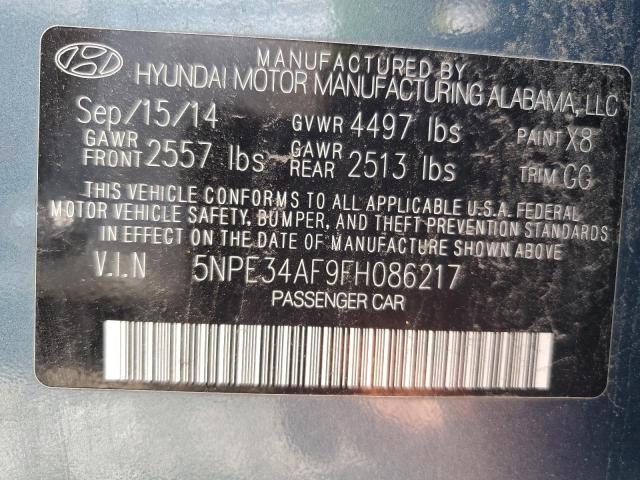 MANUFACTURED BY
HYUNDAI MOTOR MANUFACTURING ALABAMA, LLC
Sep/15/14 GVWR 4497 lbs PAINT X8
GAWR FRONT 2557 lbs GAWR REAR 2513 lbs TRIM GG
THIS VEHICLE CONFORMS TO ALL APPLICABLE U.S.A. FEDERAL
MOTOR VEHICLE SAFETY, BUMPER, AND THEFT PREVENTION
STANDARDS IN EFFECT ON THE DATE OF MANUFACTURE SHOWN ABOVE
V.I.N 5NPE34AF9FH086217
PASSENGER CAR